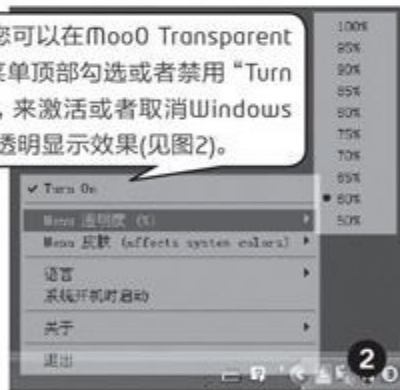 您可以在Moo0 Transparent
菜单顶部勾选或者禁用“Turn
，来激活或者取消Windows
透明显示效果(见图2)。
100%
95%
90%
85%
80%
75%
70%
65%
60%
50%
Turn On
Menu 透明度 (%)
Menu 皮肤 (affects system colors)
语言
系统开机时启动
关于
退出
2